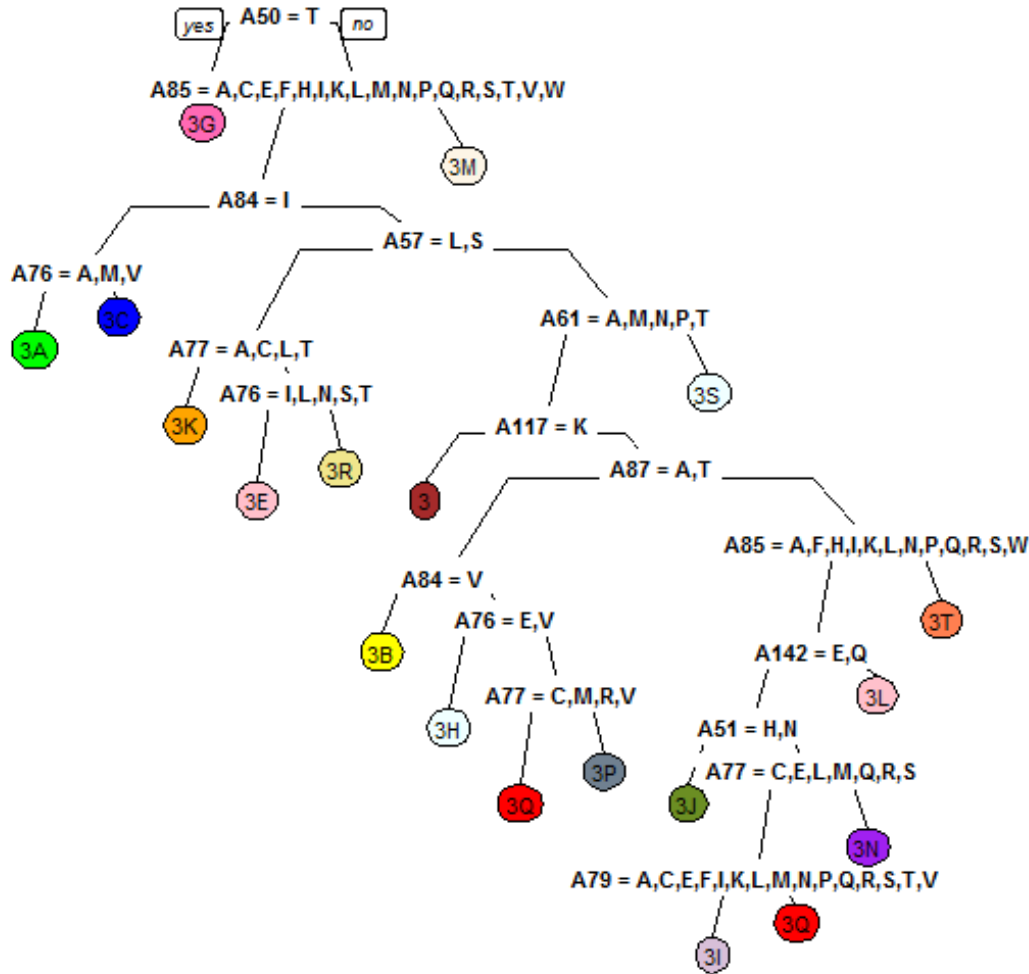 yes
A50 = T
no
A85 = A,C,E,F,H,I,K,L,M,N,P,Q,R,S,T,V,W
3G
3M
A84 = I
A57 = L,S
A76 = A,M,V
3C
3A
A61 = A,M,N,P,T
A77 = A,C,L,T
A76 = I,L,N,S,T
3S
3K
A117 = K
3R
A87 = A,T
3E
3
A85 = A,F,H,I,K,L,N,P,Q,R,S,W
A84 = V
A76 = E,V
3T
3B
A142 = E,Q
A77 = C,M,R,V
3L
3H
A51 = H,N
3P
A77 = C,E,L,M,Q,R,S
3Q
3J
3N
A79 = A,C,E,F,I,K,L,M,N,P,Q,R,S,T,V
3Q
3I